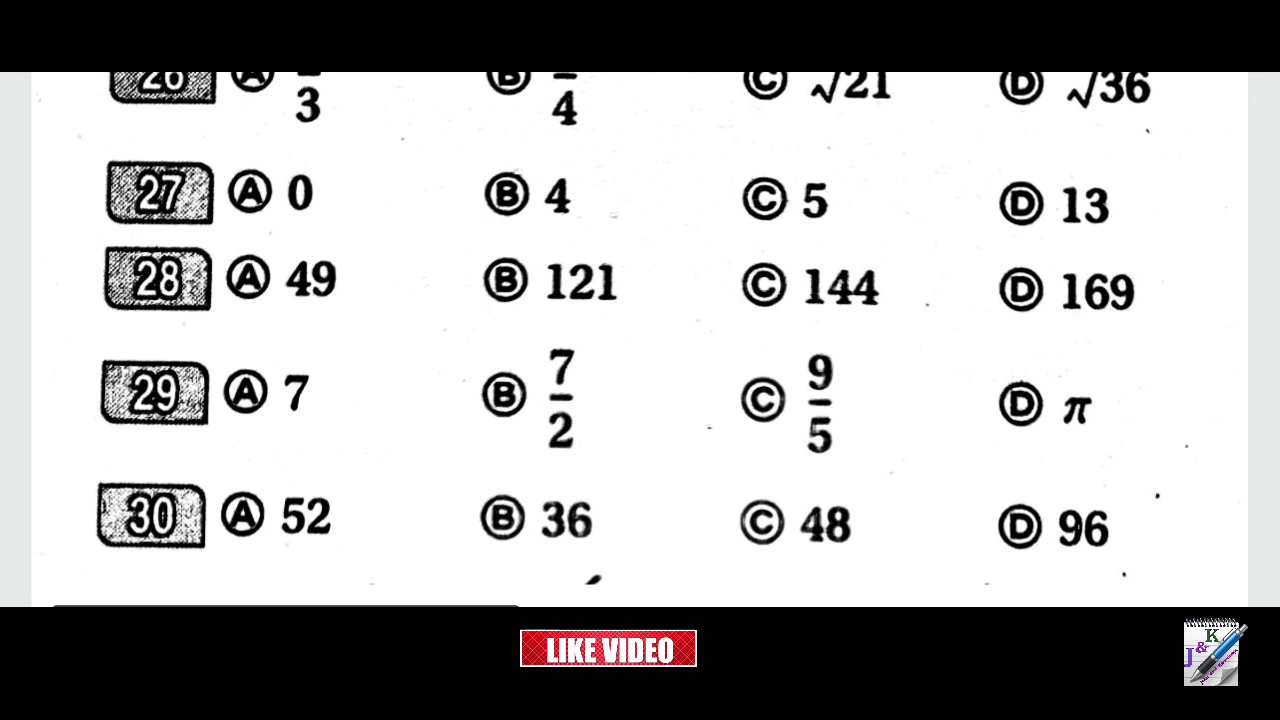 26 A 3 B 4 C √21 D √36
27 A 0 B 4 C 5 D 13
28 A 49 B 121 C 144 D 169
29 A 7 B 7/2 C 9/5 D π
30 A 52 B 36 C 48 D 96
LIKE VIDEO
J&K